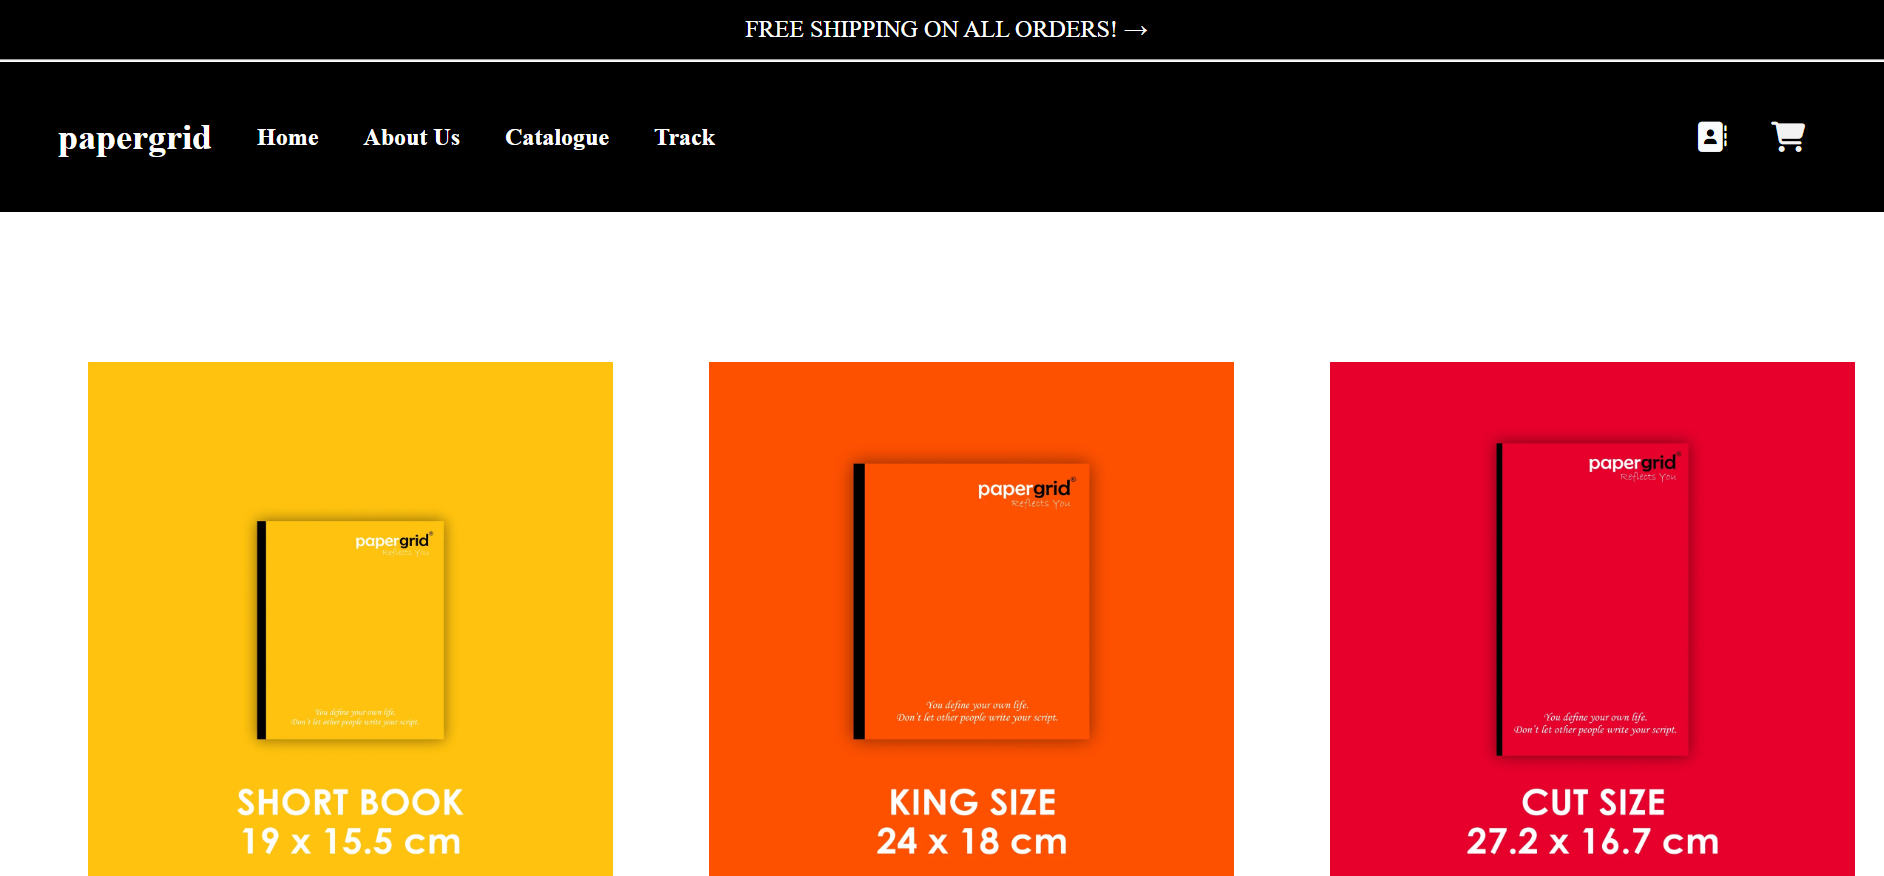 FREE SHIPPING ON ALL ORDERS! →
papergrid Home About Us Catalogue Track
papergrid®
Reflects You
You define your own life.
Don't let other people write your script.
SHORT BOOK
19 x 15.5 cm
papergrid®
Reflects You
You define your own life.
Don't let other people write your script.
KING SIZE
24 x 18 cm
papergrid®
Reflects You
You define your own life.
Don't let other people write your script.
CUT SIZE
27.2 x 16.7 cm